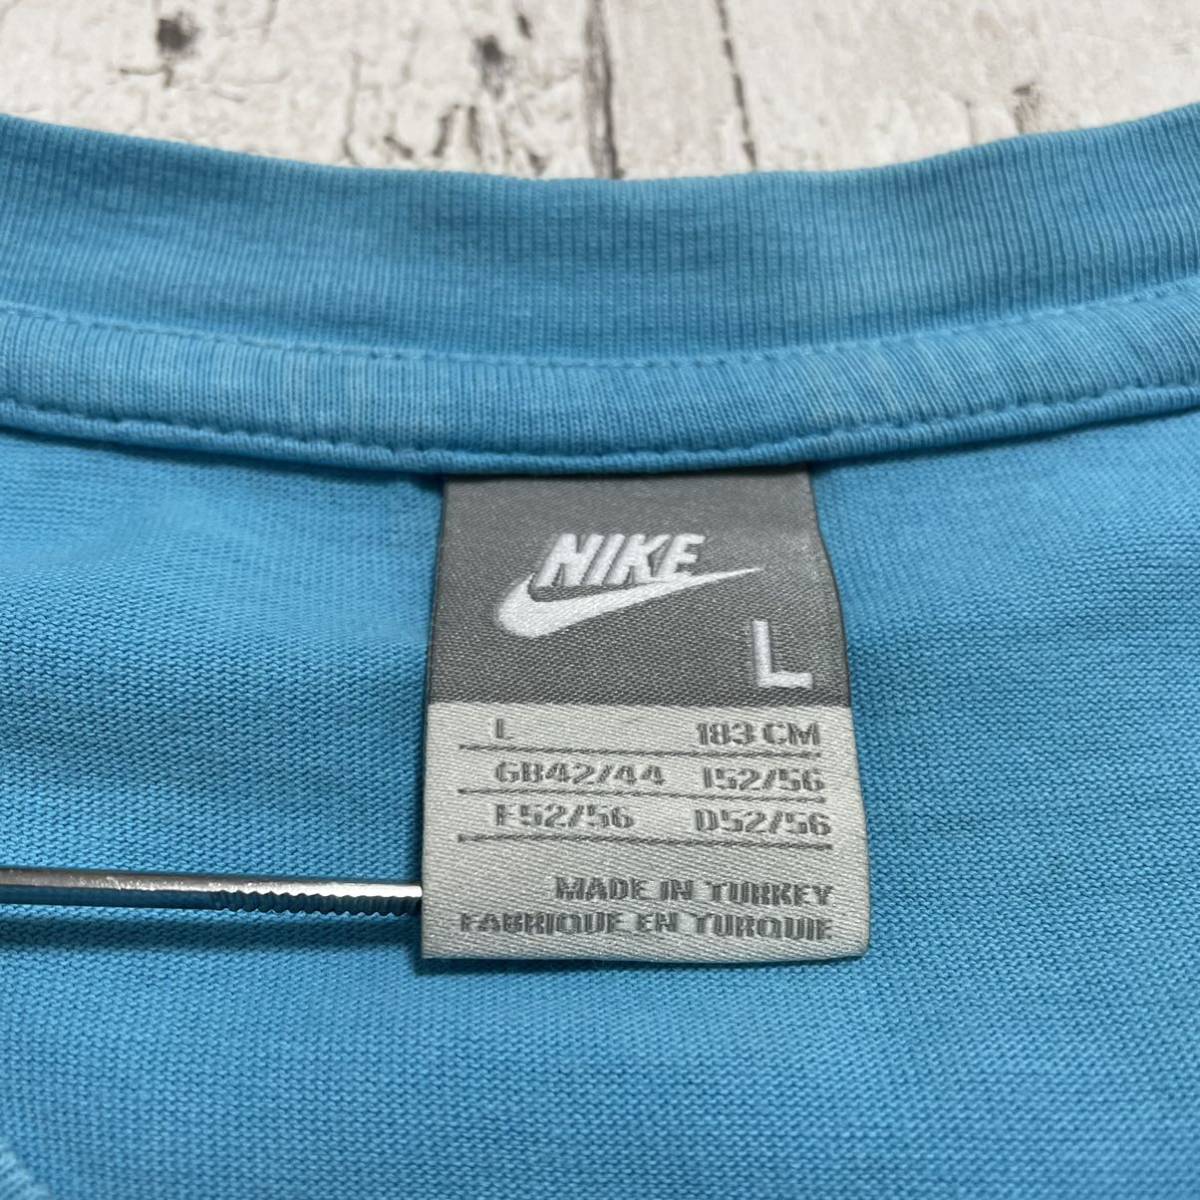 NIKE
L
L 183 CM
GB42/44 I52/56
F52/56 D52/56
MADE IN TURKEY
FABRIQUE EN TURQUIE